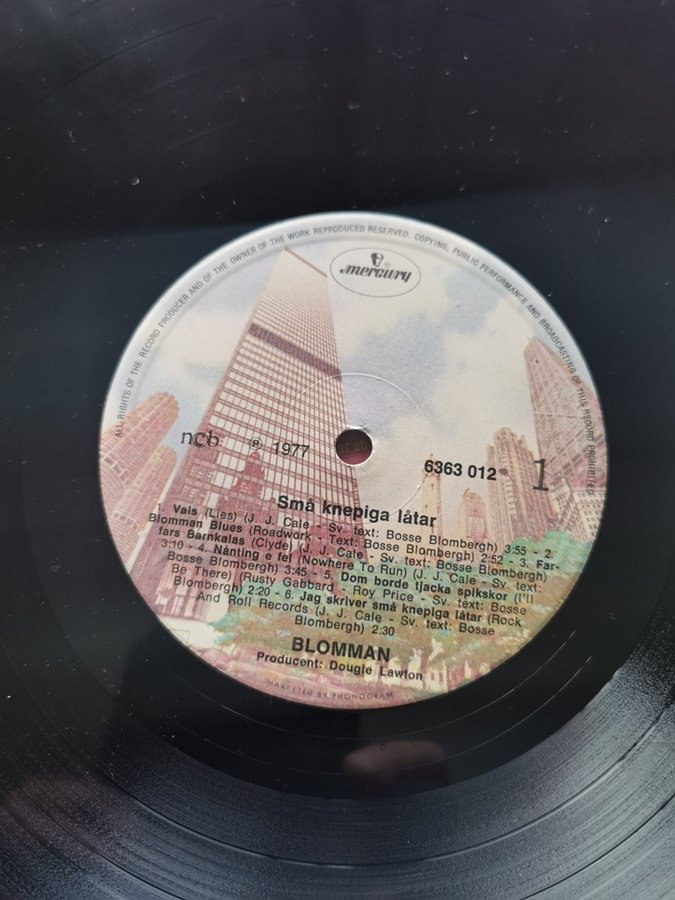 ALL RIGHTS OF THE RECORD PRODUCER AND OF THE OWNER OF THE WORK REPRODUCED RESERVED. COPYING, PUBLIC PERFORMANCE AND BROADCASTING OF THIS RECORD PROHIBITED
mercury
ncb ℗ 1977
6363 012 1
Små knepiga låtar
1. Vals (Lies) (J. J. Cale - Sv. text: Bosse Blombergh) 3:55 - 2.
Blomman Blues (Roadwork - Text: Bosse Blombergh) 2:52 - 3. Far-
fars Barnkalas (Clyde) (J. J. Cale - Sv. text: Bosse Blombergh)
3:10 - 4. Nånting e fel (Nowhere To Run) (J. J. Cale - Sv. text:
Bosse Blombergh) 3:45 - 5. Dom borde tjacka spikskor (I'll
Be There) (Rusty Gabbard - Roy Price - Sv. text: Bosse
Blombergh) 2:20 - 6. Jag skriver små knepiga låtar (Rock
And Roll Records (J. J. Cale - Sv. text: Bosse
Blombergh) 2:30
BLOMMAN
Producent: Dougie Lawton
MARKETED BY PHONOGRAM